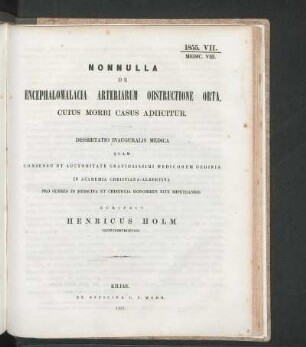 1855. VII.
MEDIC. VIII.
NONNULLA
DE
ENCEPHALOMALACIA ARTERIARUM OBSTRUCTIONE ORTA,
CUIUS MORBI CASUS ADIICITUR.
DISSERTATIO INAUGURALIS MEDICA
QUAM
CONSENSU ET AUCTORITATE GRATIOSISSIMI MEDICORUM ORDINIS
IN ACADEMIA CHRISTIANA-ALBERTINA
PRO SUMMIS IN MEDICINA ET CHIRURGIA HONORIBUS RITE IMPETRANDIS
SCRIPSIT
HENRICUS HOLM
KILIAE.
EX OFFICINA C. F. MOHR.
1855.